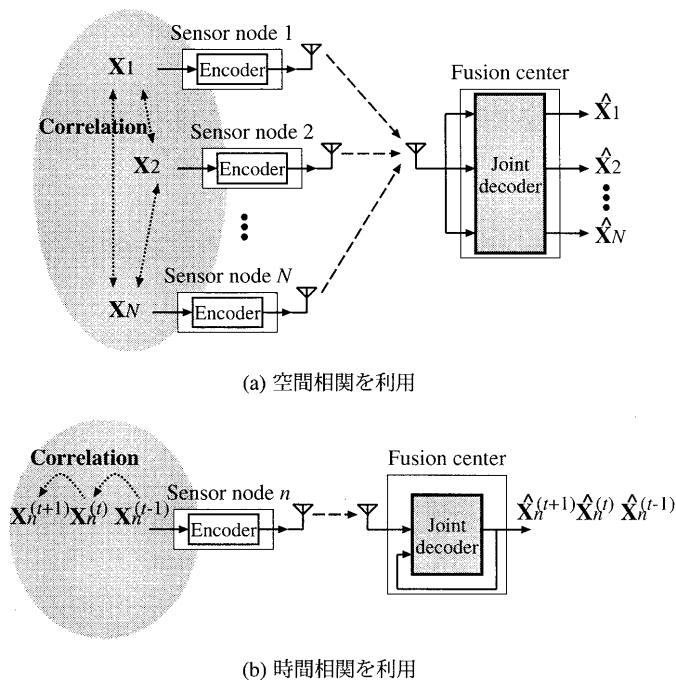 Sensor node 1
X1
Encoder
Fusion center
X̂1
Correlation
Sensor node 2
X2
Encoder
Joint
decoder
X̂2
Sensor node N
XN
Encoder
X̂N
(a) 空間相関を利用
Correlation
Fusion center
Sensor node n
Xn(t+1)Xn(t) Xn(t-1)
Encoder
Joint
decoder
X̂n(t+1)X̂n(t) X̂n(t-1)
(b) 時間相関を利用